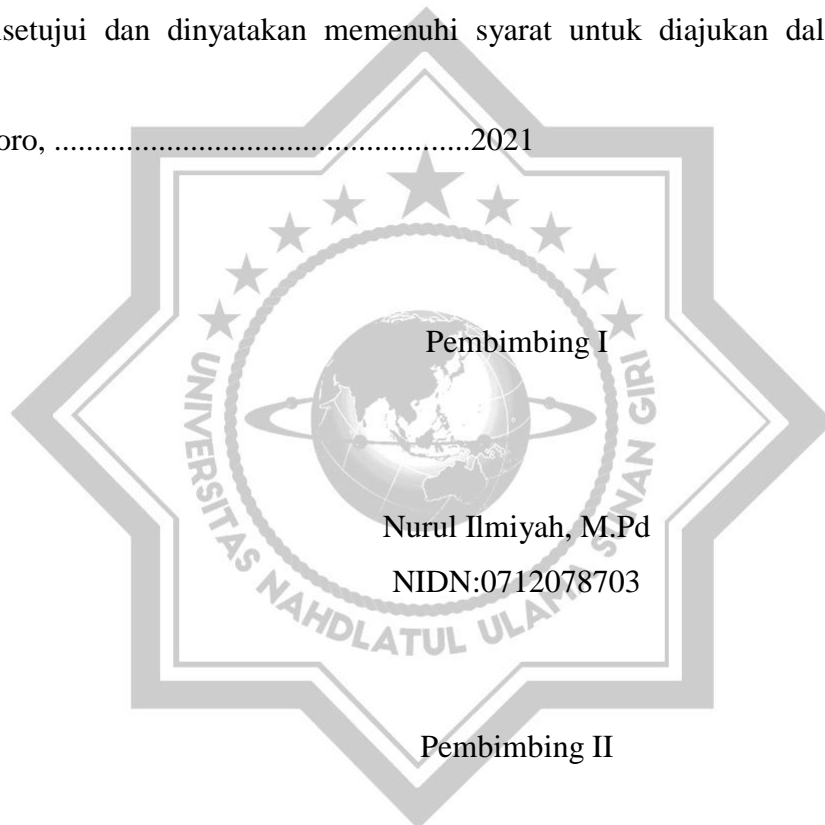 setujui dan dinyatakan memenuhi syarat untuk diajukan dal
oro, ..............................................................2021
Pembimbing I
Nurul Ilmiyah, M.Pd
NIDN:0712078703
Pembimbing II
UNIVERSITAS NAHDLATUL ULAMA SUNAN GIRI